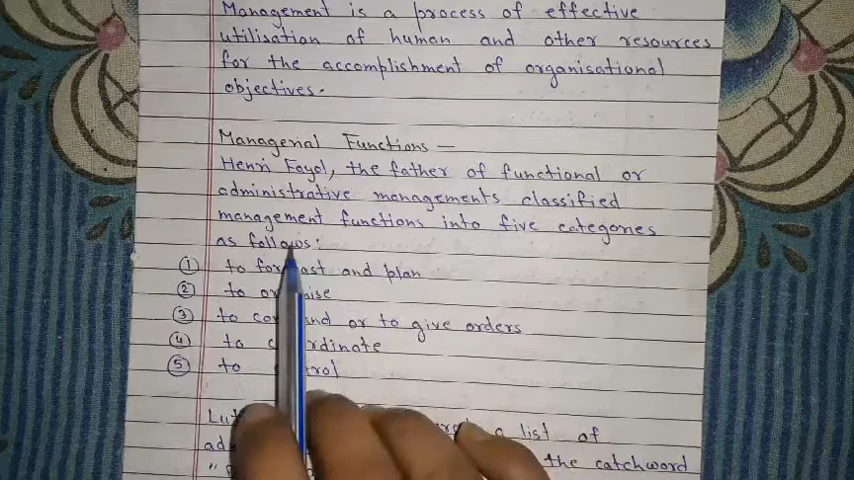 Management is a process of effective
utilisation of human and other resources
for the accomplishment of organisational
objectives.
Managerial Functions —
Henri Fayol, the father of functional or
administrative managements classified
management functions into five categories
as follows:
① to and plan
② to
③ to or to give orders
④ to
⑤ to
a list of
the catchword